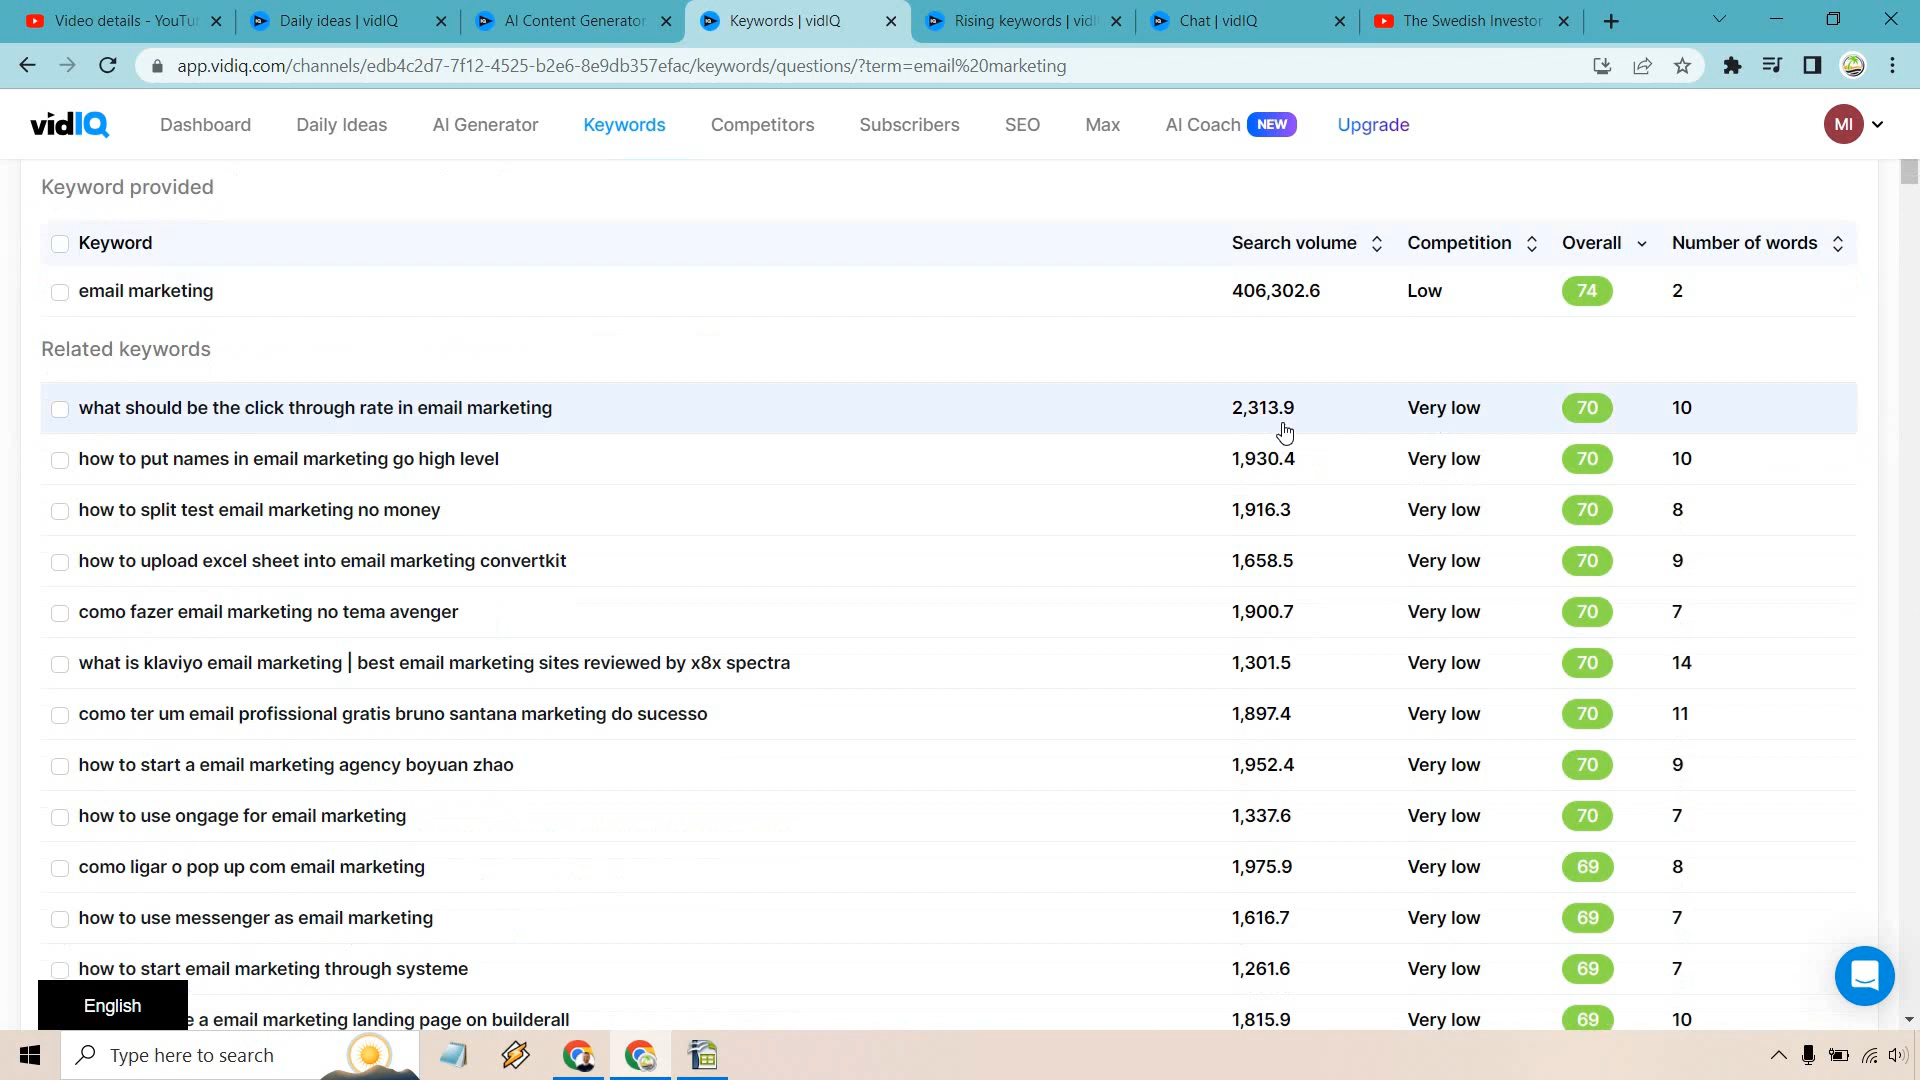 Video details - YouTu
Daily ideas | vidIQ
AI Content Generator
Keywords | vidIQ
Rising keywords | vidI
Chat | vidIQ
The Swedish Investor
app.vidiq.com/channels/edb4c2d7-7f12-4525-b2e6-8e9db357efac/keywords/questions/?term=email%20marketing
vidIQ Dashboard Daily Ideas AI Generator Keywords Competitors Subscribers SEO Max AI Coach NEW Upgrade MI
Keyword provided
Keyword Search volume Competition Overall Number of words
email marketing 406,302.6 Low 74 2
Related keywords
what should be the click through rate in email marketing 2,313.9 Very low 70 10
how to put names in email marketing go high level 1,930.4 Very low 70 10
how to split test email marketing no money 1,916.3 Very low 70 8
how to upload excel sheet into email marketing convertkit 1,658.5 Very low 70 9
como fazer email marketing no tema avenger 1,900.7 Very low 70 7
what is klaviyo email marketing | best email marketing sites reviewed by x8x spectra 1,301.5 Very low 70 14
como ter um email profissional gratis bruno santana marketing do sucesso 1,897.4 Very low 70 11
how to start a email marketing agency boyuan zhao 1,952.4 Very low 70 9
how to use ongage for email marketing 1,337.6 Very low 70 7
como ligar o pop up com email marketing 1,975.9 Very low 69 8
how to use messenger as email marketing 1,616.7 Very low 69 7
how to start email marketing through systeme 1,261.6 Very low 69 7
e a email marketing landing page on builderall 1,815.9 Very low 69 10
English
Type here to search